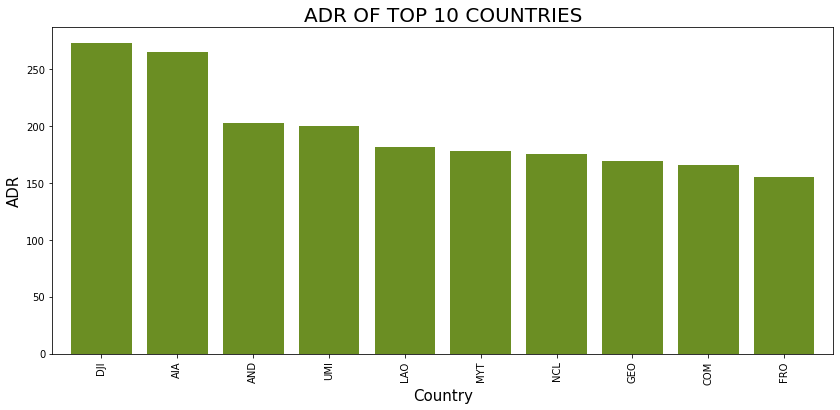 ADR OF TOP 10 COUNTRIES
ADR
250
200
150
100
50
0
DJI
AIA
AND
UMI
LAO
MYT
NCL
GEO
COM
FRO
Country